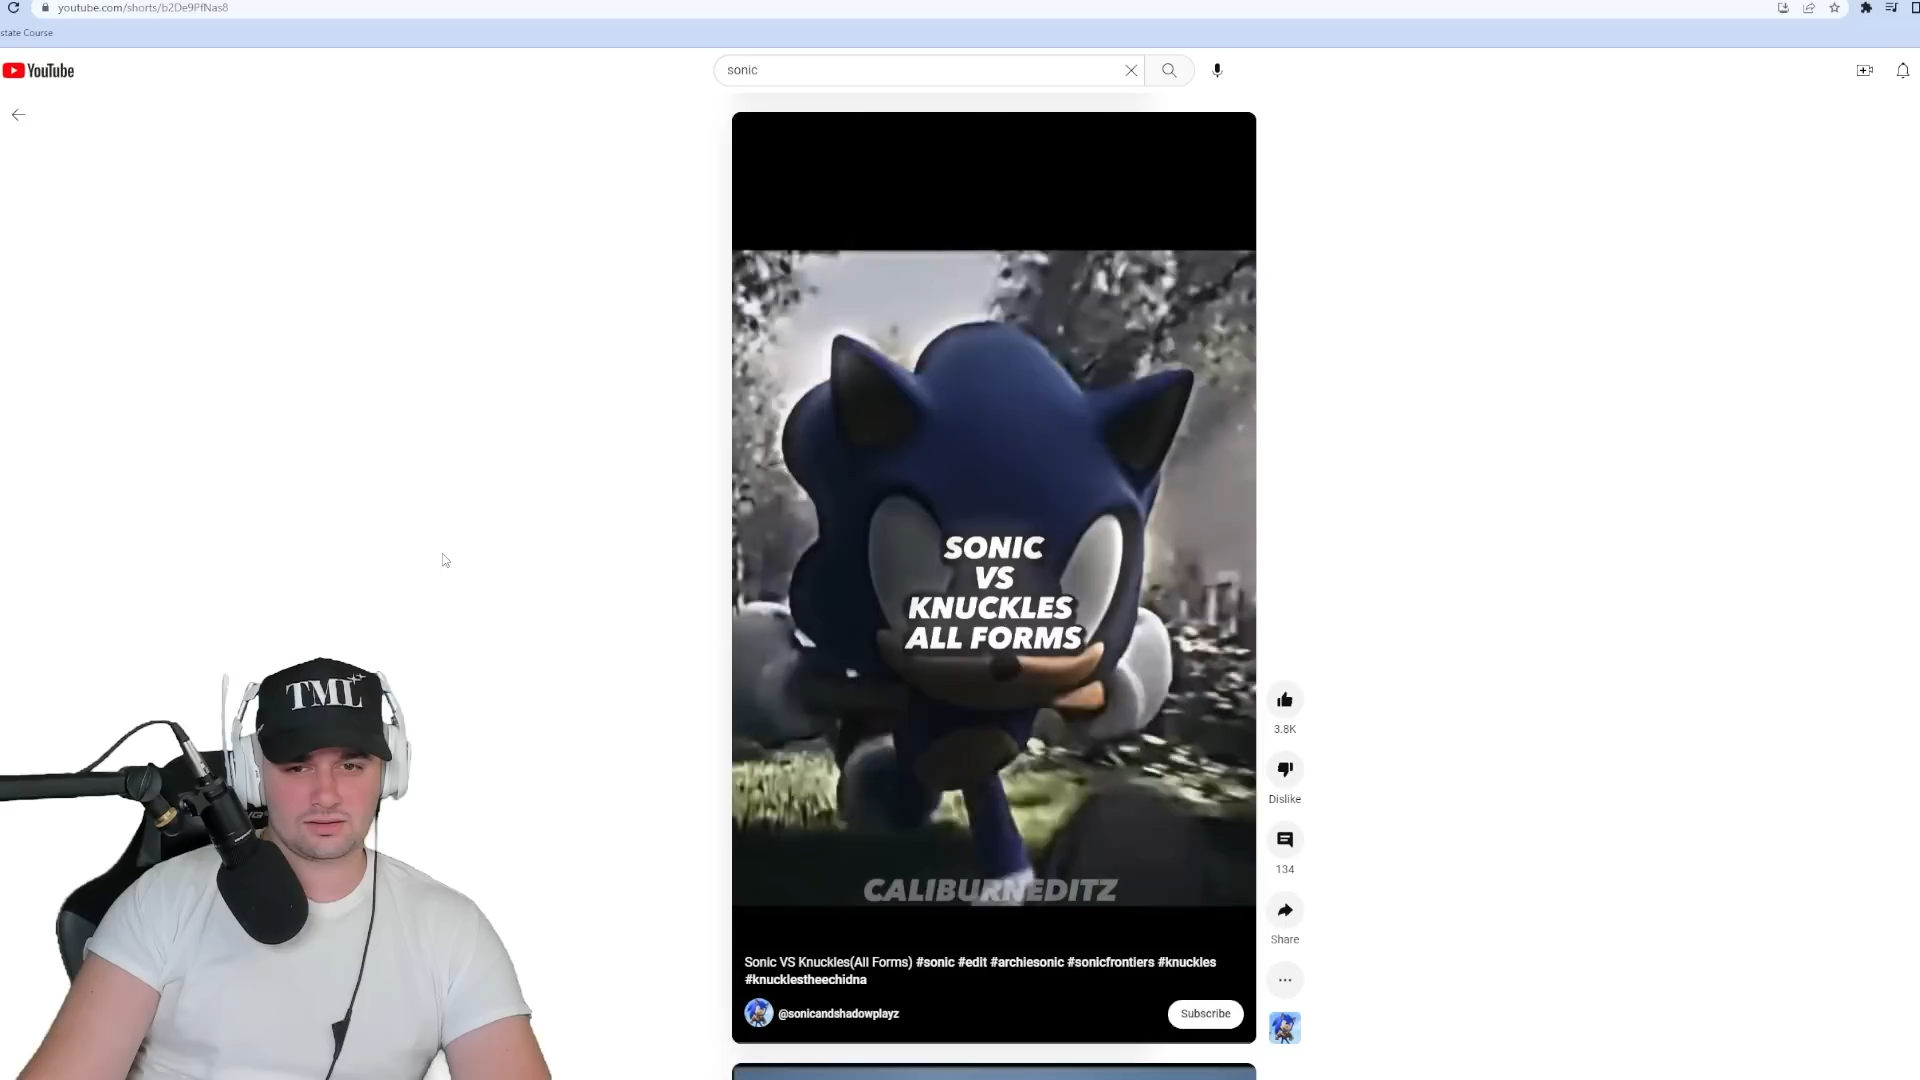 youtube.com/shorts/b2De9PfNas8
state Course
YouTube
sonic
SONIC
VS
KNUCKLES
ALL FORMS
TML
CALIBURNEDITZ
3.8K
Dislike
134
Share
Sonic VS Knuckles(All Forms) #sonic #edit #archiesonic #sonicfrontiers #knuckles
#knucklestheechidna
@sonicandshadowplayz
Subscribe